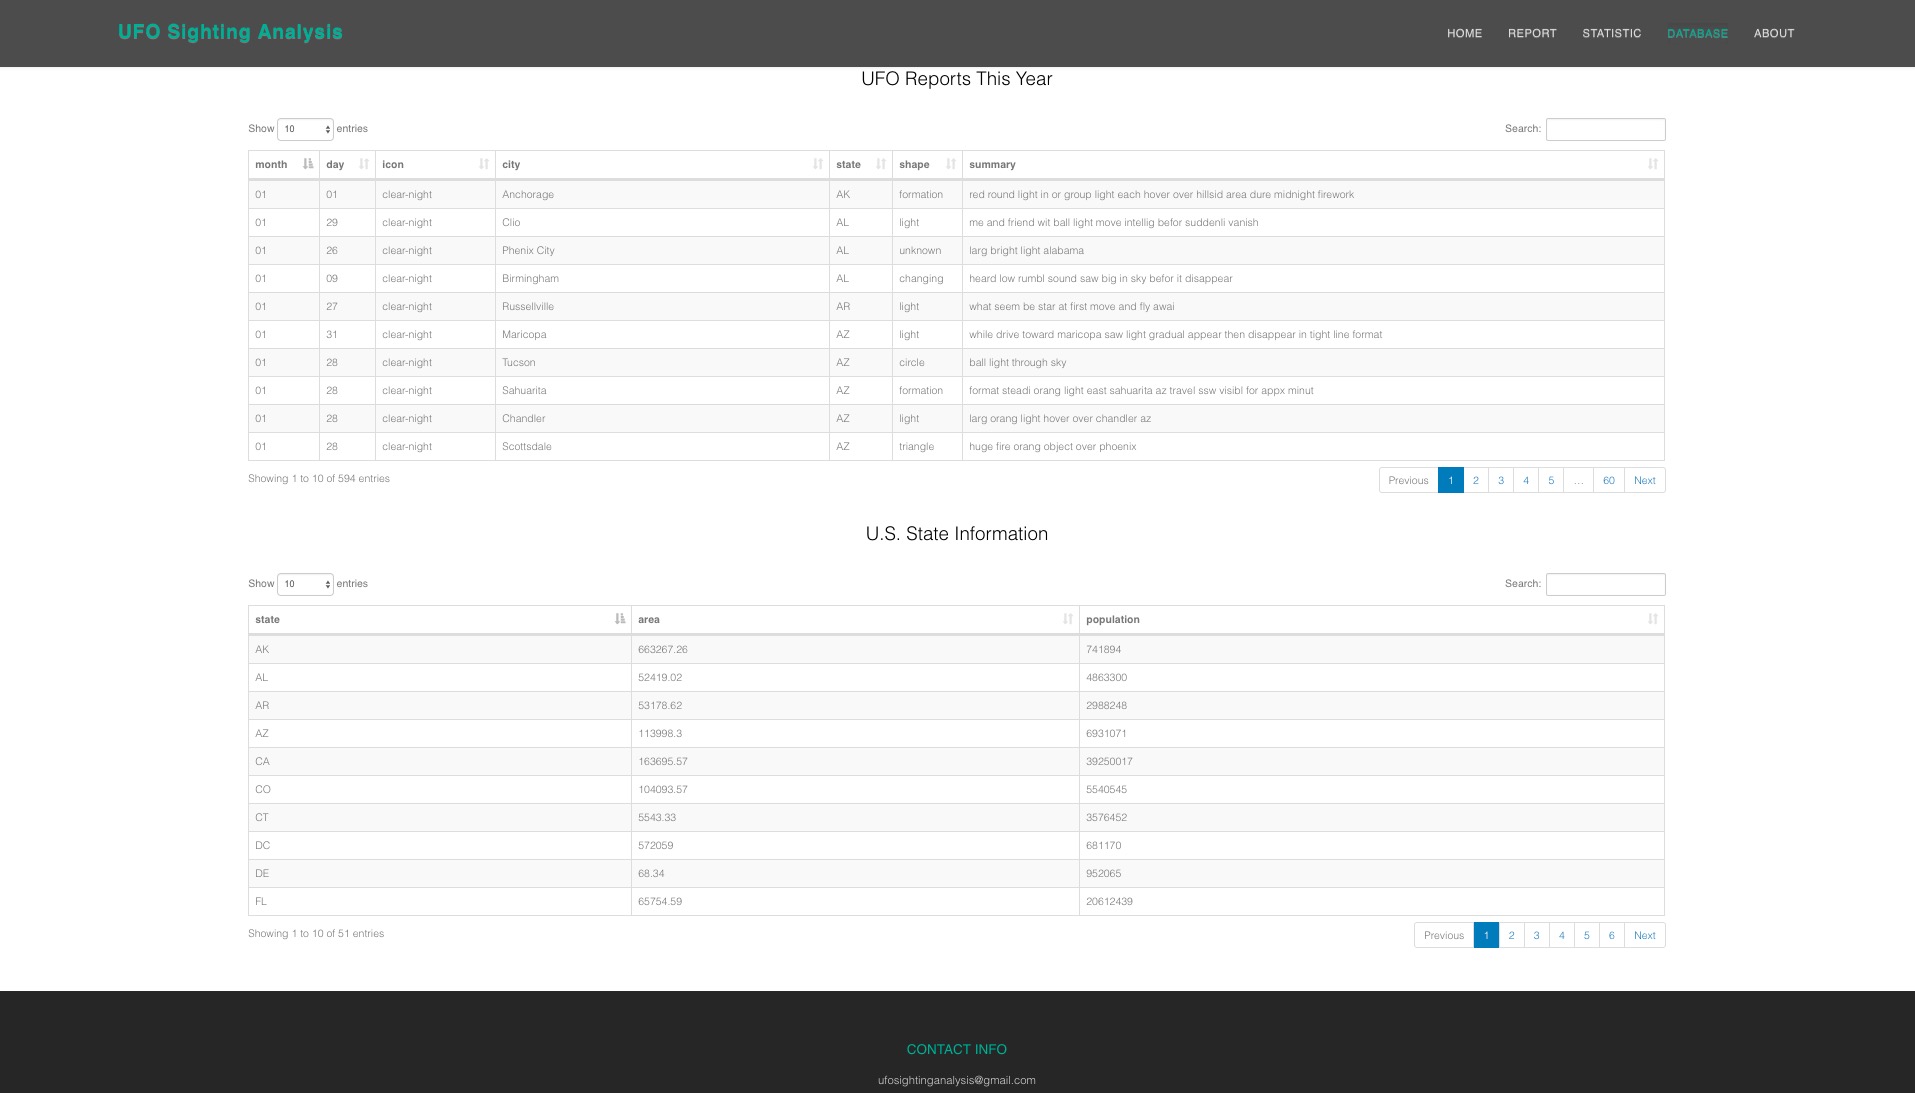 UFO Sighting Analysis HOME REPORT STATISTIC DATABASE ABOUT
UFO Reports This Year
Show 10 entries Search:
month day icon city state shape summary
01 01 clear-night Anchorage AK formation red round light in or group light each hover over hillsid area dure midnight firework
01 29 clear-night Clio AL light me and friend wit ball light move intellig befor suddenli vanish
01 26 clear-night Phenix City AL unknown larg bright light alabama
01 09 clear-night Birmingham AL changing heard low rumbl sound saw big in sky befor it disappear
01 27 clear-night Russellville AR light what seem be star at first move and fly awai
01 31 clear-night Maricopa AZ light while drive toward maricopa saw light gradual appear then disappear in tight line format
01 28 clear-night Tucson AZ circle ball light through sky
01 28 clear-night Sahuarita AZ formation format steadi orang light east sahuarita az travel ssw visibl for appx minut
01 28 clear-night Chandler AZ light larg orang light hover over chandler az
01 28 clear-night Scottsdale AZ triangle huge fire orang object over phoenix
Showing 1 to 10 of 594 entries Previous 1 2 3 4 5 ... 60 Next
U.S. State Information
Show 10 entries Search:
state area population
AK 663267.26 741894
AL 52419.02 4863300
AR 53178.62 2988248
AZ 113998.3 6931071
CA 163695.57 39250017
CO 104093.57 5540545
CT 5543.33 3576452
DC 572059 681170
DE 68.34 952065
FL 65754.59 20612439
Showing 1 to 10 of 51 entries Previous 1 2 3 4 5 6 Next
CONTACT INFO
ufosightinganalysis@gmail.com